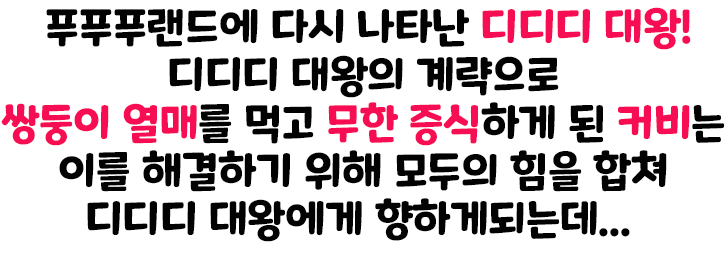 푸푸푸랜드에 다시 나타난 디디디 대왕!
디디디 대왕의 계략으로
쌍둥이 열매를 먹고 무한 증식하게 된 커비는
이를 해결하기 위해 모두의 힘을 합쳐
디디디 대왕에게 향하게되는데...